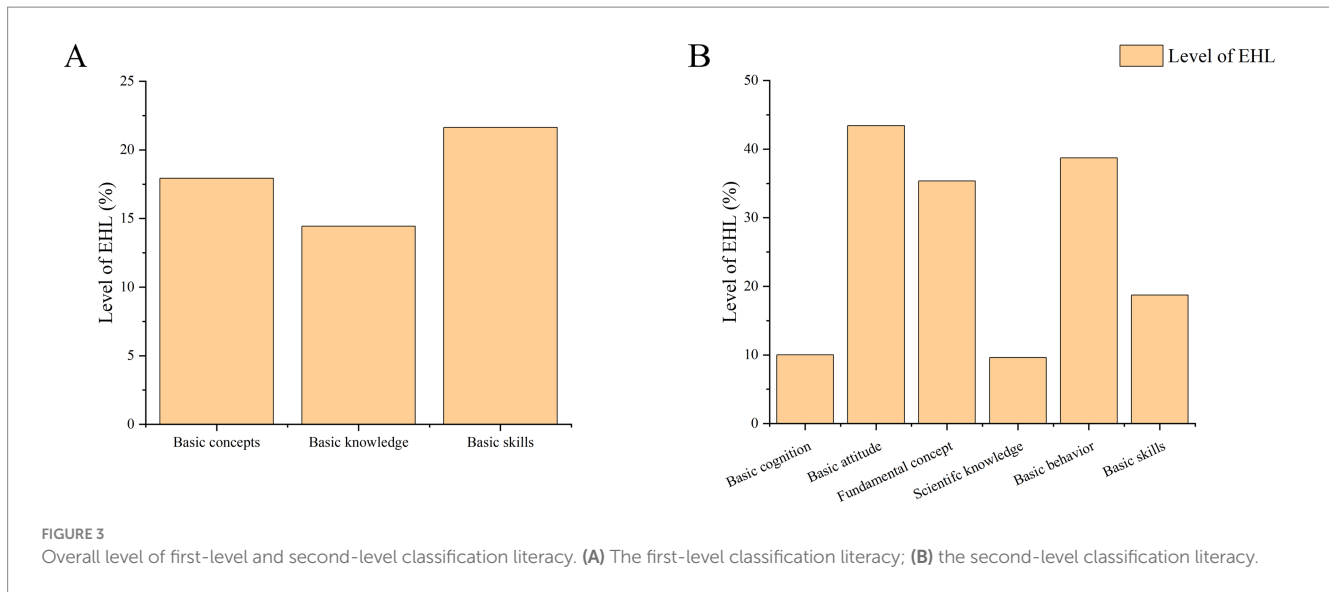 A
Level of EHL (%)
25
20
15
10
5
0
Basic concepts
Basic knowledge
Basic skills
B
Level of EHL
Level of EHL (%)
50
40
30
20
10
0
Basic cognition
Basic attitude
Fundamental concept
Scientifc knowledge
Basic behavior
Basic skills
FIGURE 3
Overall level of first-level and second-level classification literacy. (A) The first-level classification literacy; (B) the second-level classification literacy.